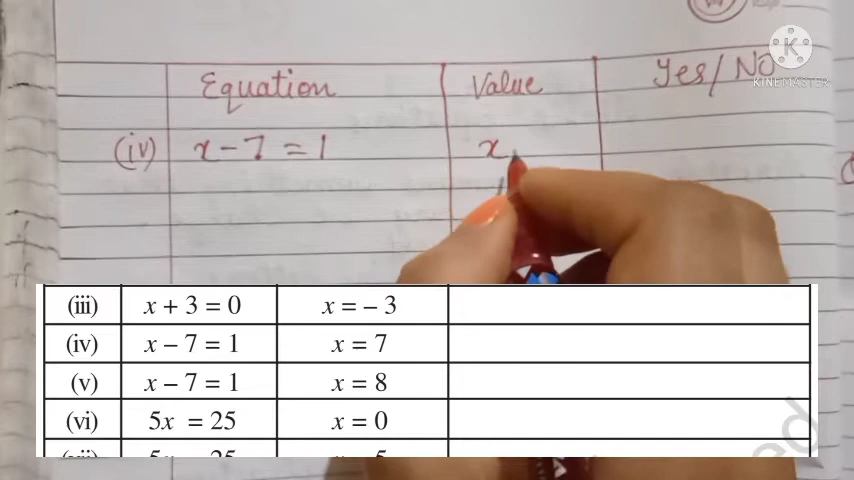 Equation Value Yes/No
KINEMASTER
(iv) x - 7 = 1 x
(iii) x + 3 = 0 x = – 3
(iv) x – 7 = 1 x = 7
(v) x – 7 = 1 x = 8
(vi) 5x = 25 x = 0